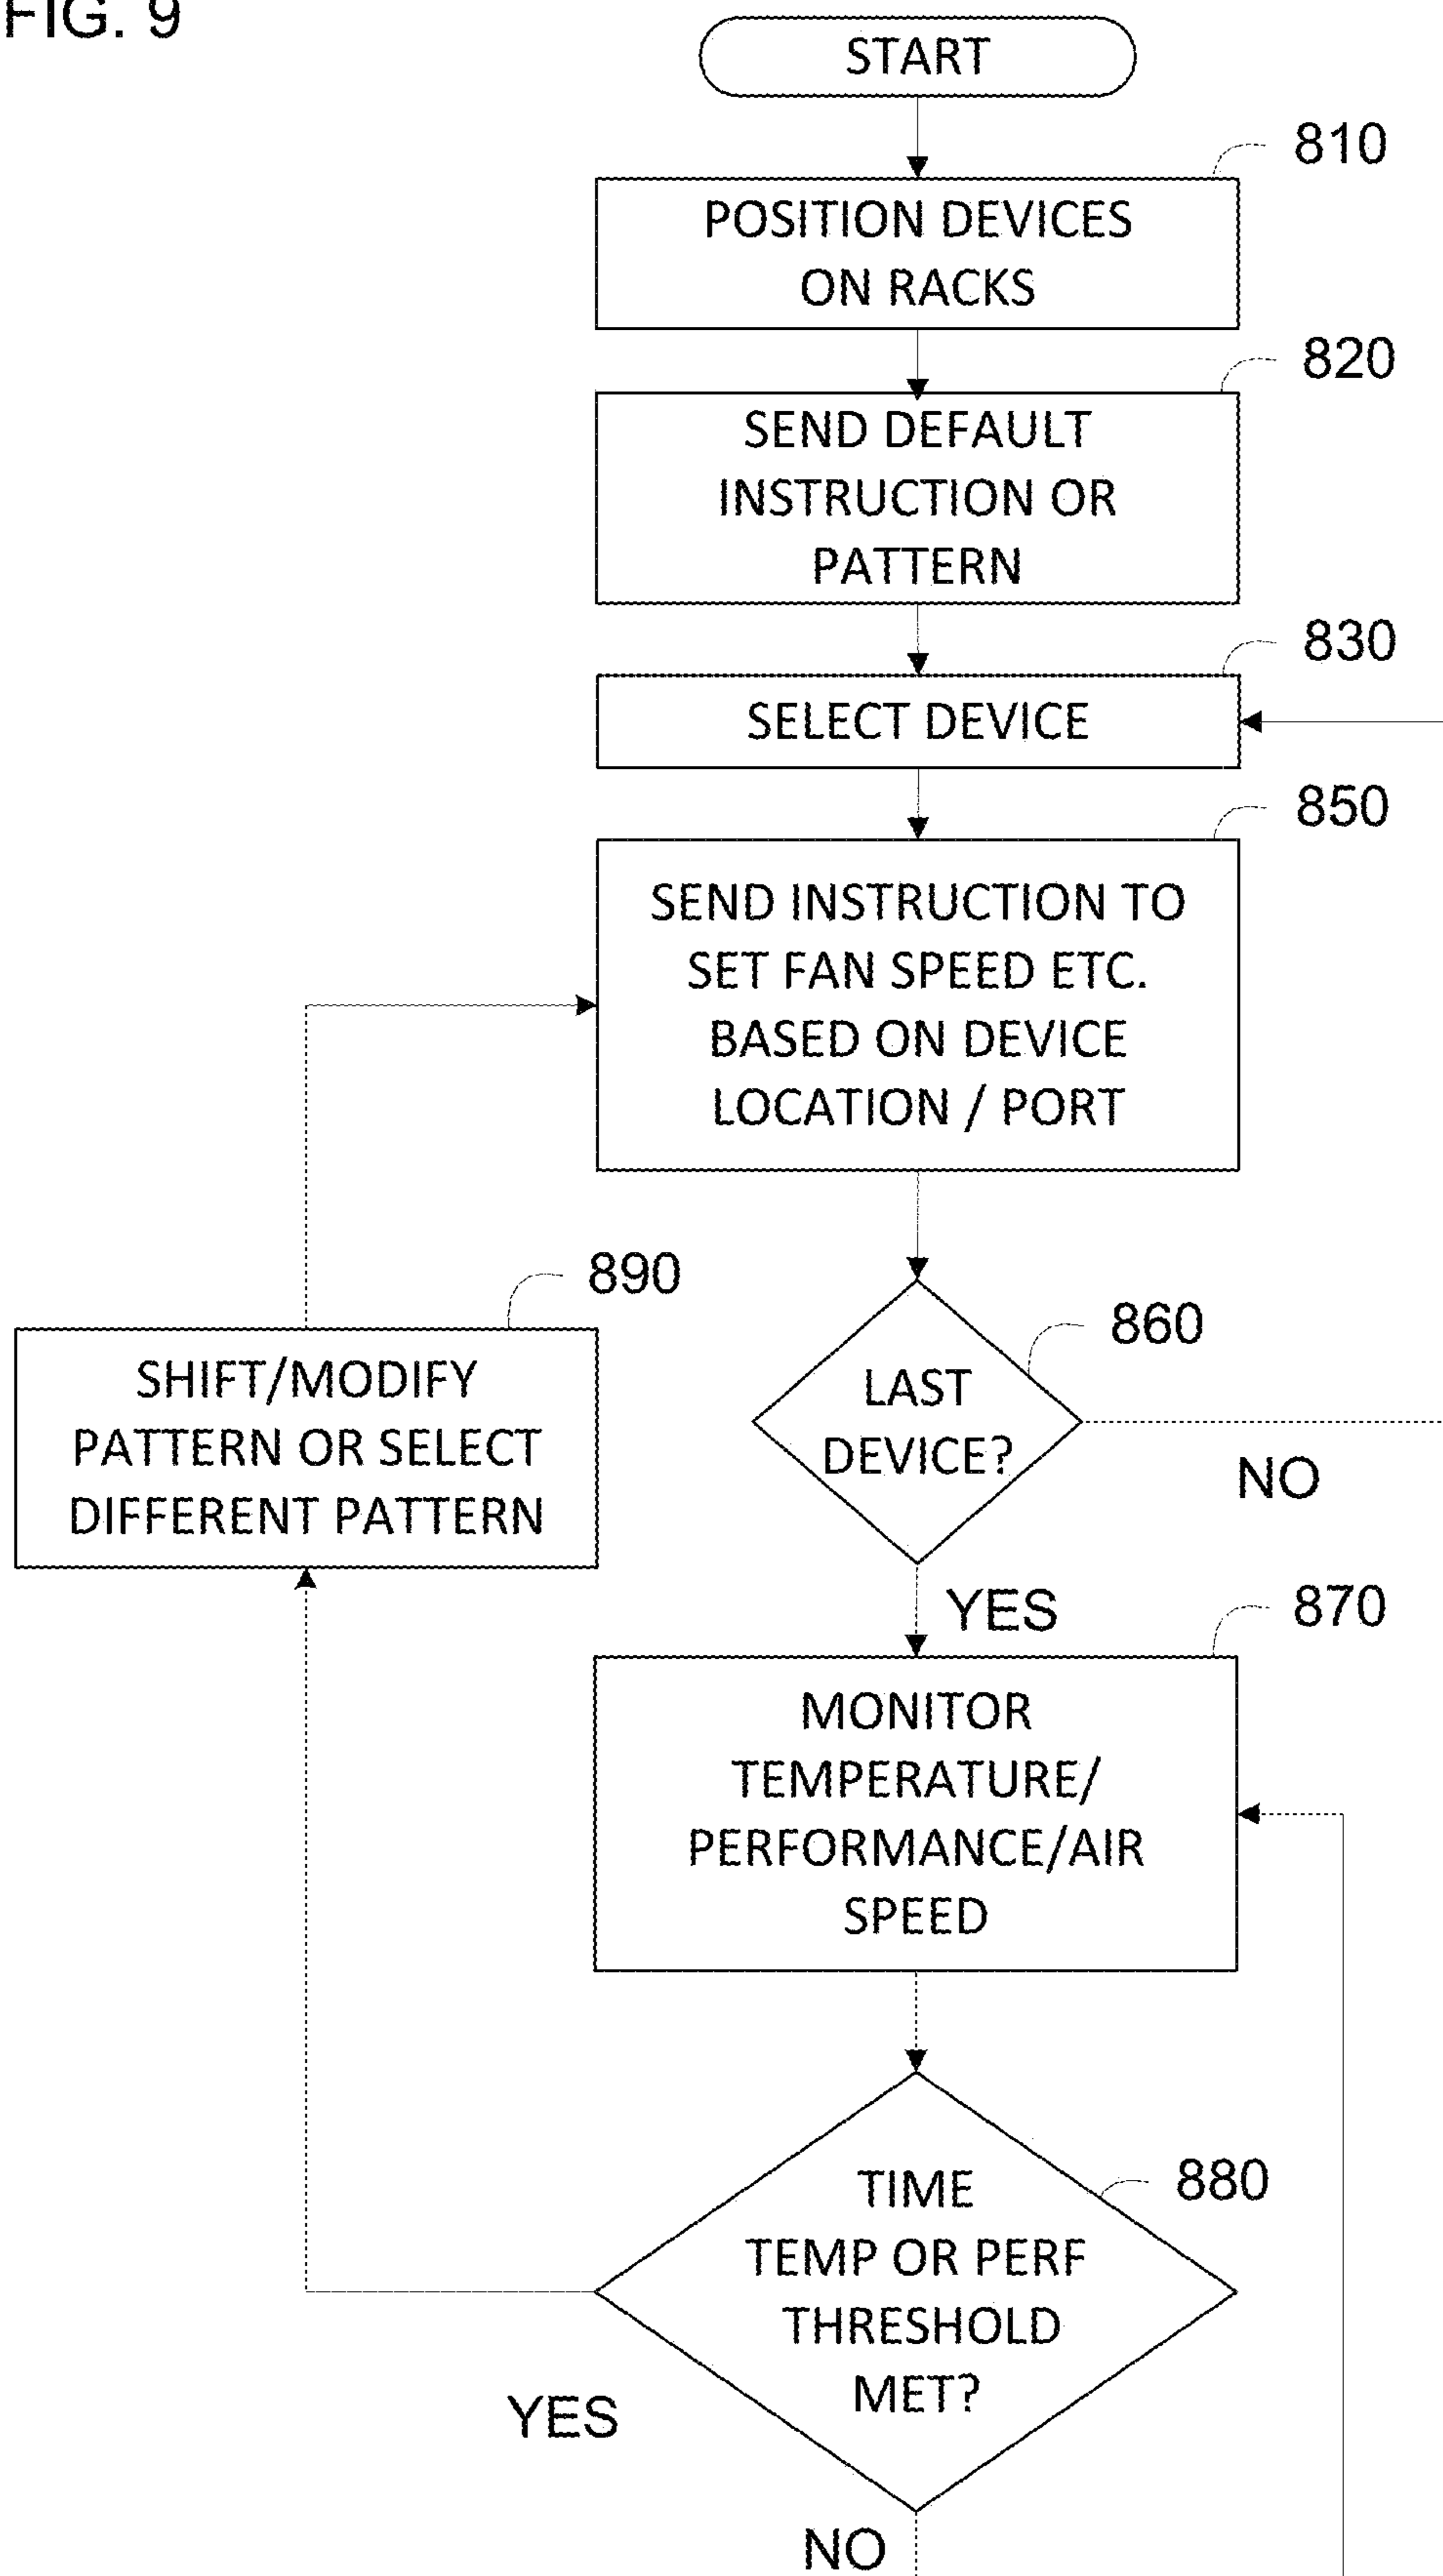 FIG. 9
START
810
POSITION DEVICES
ON RACKS
820
SEND DEFAULT
INSTRUCTION OR
PATTERN
830
SELECT DEVICE
850
SEND INSTRUCTION TO
SET FAN SPEED ETC.
BASED ON DEVICE
LOCATION / PORT
890
SHIFT/MODIFY
PATTERN OR SELECT
DIFFERENT PATTERN
860
LAST
DEVICE?
NO
YES
870
MONITOR
TEMPERATURE/
PERFORMANCE/AIR
SPEED
880
TIME
TEMP OR PERF
THRESHOLD
MET?
YES
NO